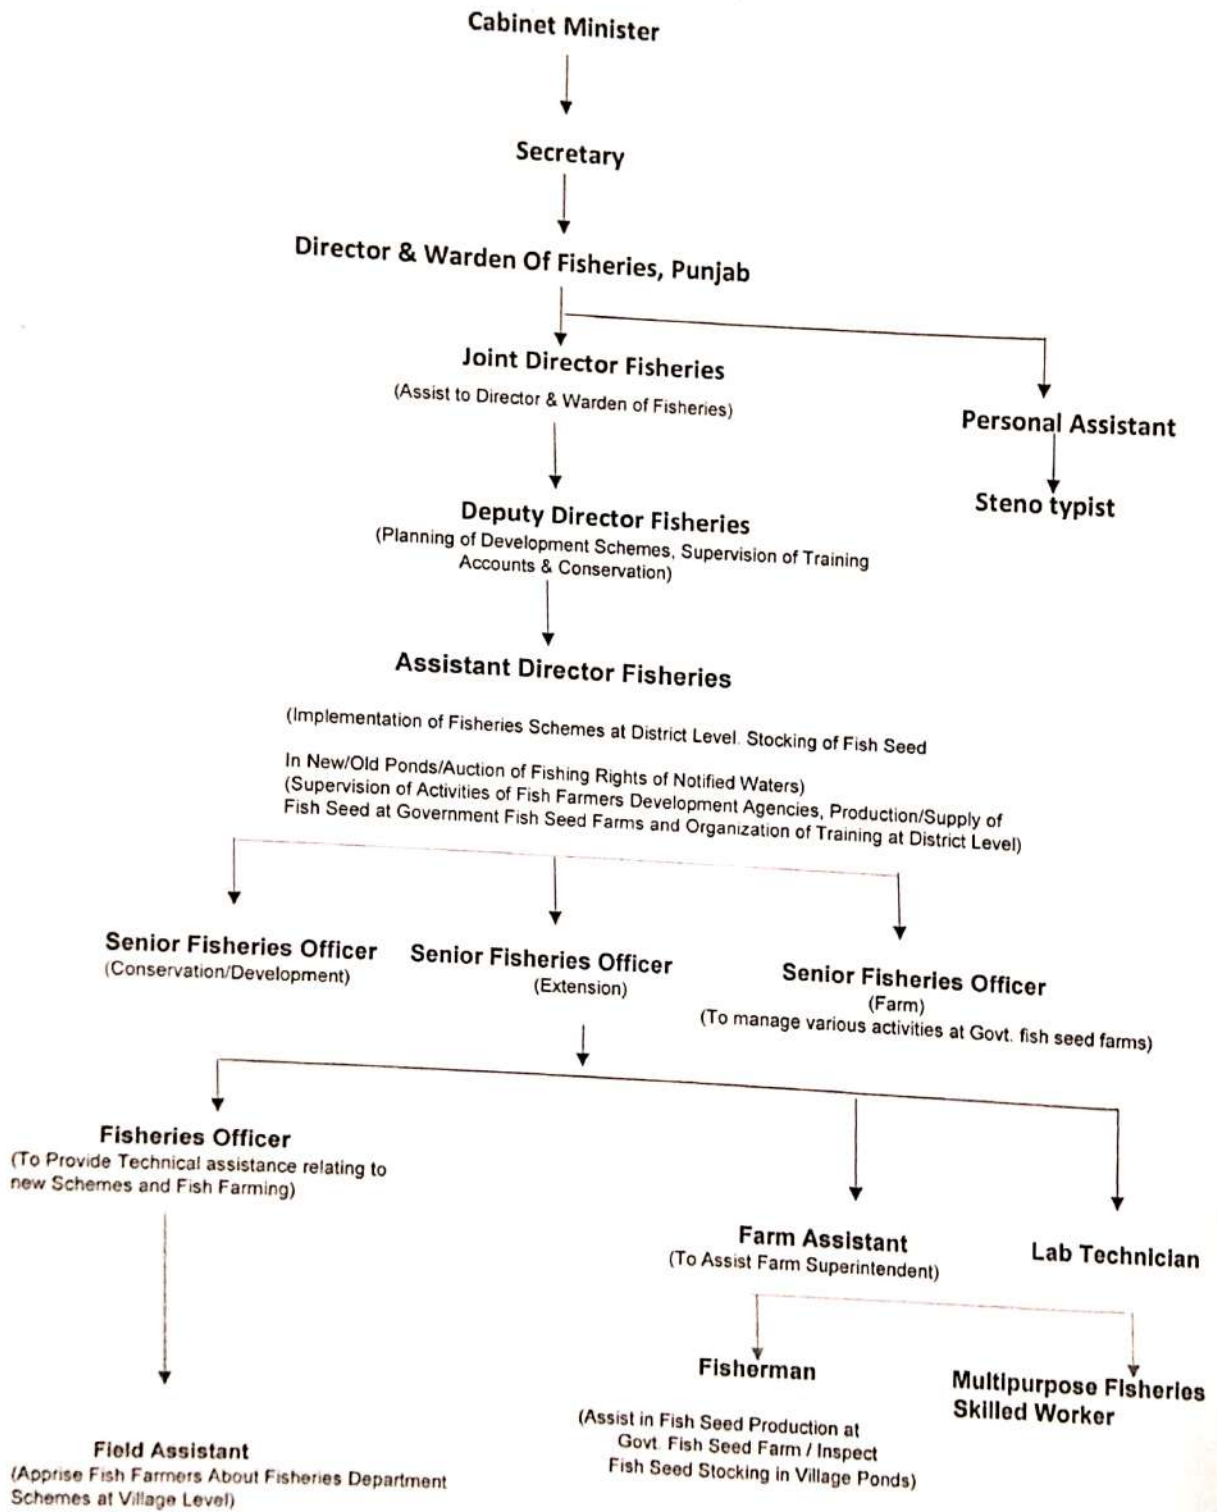 Cabinet Minister
Secretary
Director & Warden Of Fisheries, Punjab
Joint Director Fisheries
(Assist to Director & Warden of Fisheries)
Personal Assistant
Steno typist
Deputy Director Fisheries
(Planning of Development Schemes, Supervision of Training
Accounts & Conservation)
Assistant Director Fisheries
(Implementation of Fisheries Schemes at District Level. Stocking of Fish Seed
In New/Old Ponds/Auction of Fishing Rights of Notified Waters)
(Supervision of Activities of Fish Farmers Development Agencies, Production/Supply of
Fish Seed at Government Fish Seed Farms and Organization of Training at District Level)
Senior Fisheries Officer
(Conservation/Development)
Senior Fisheries Officer
(Extension)
Senior Fisheries Officer
(Farm)
(To manage various activities at Govt. fish seed farms)
Fisheries Officer
(To Provide Technical assistance relating to
new Schemes and Fish Farming)
Farm Assistant
(To Assist Farm Superintendent)
Lab Technician
Fisherman
(Assist in Fish Seed Production at
Govt. Fish Seed Farm / Inspect
Fish Seed Stocking in Village Ponds)
Multipurpose Fisheries
Skilled Worker
Field Assistant
(Apprise Fish Farmers About Fisheries Department
Schemes at Village Level)